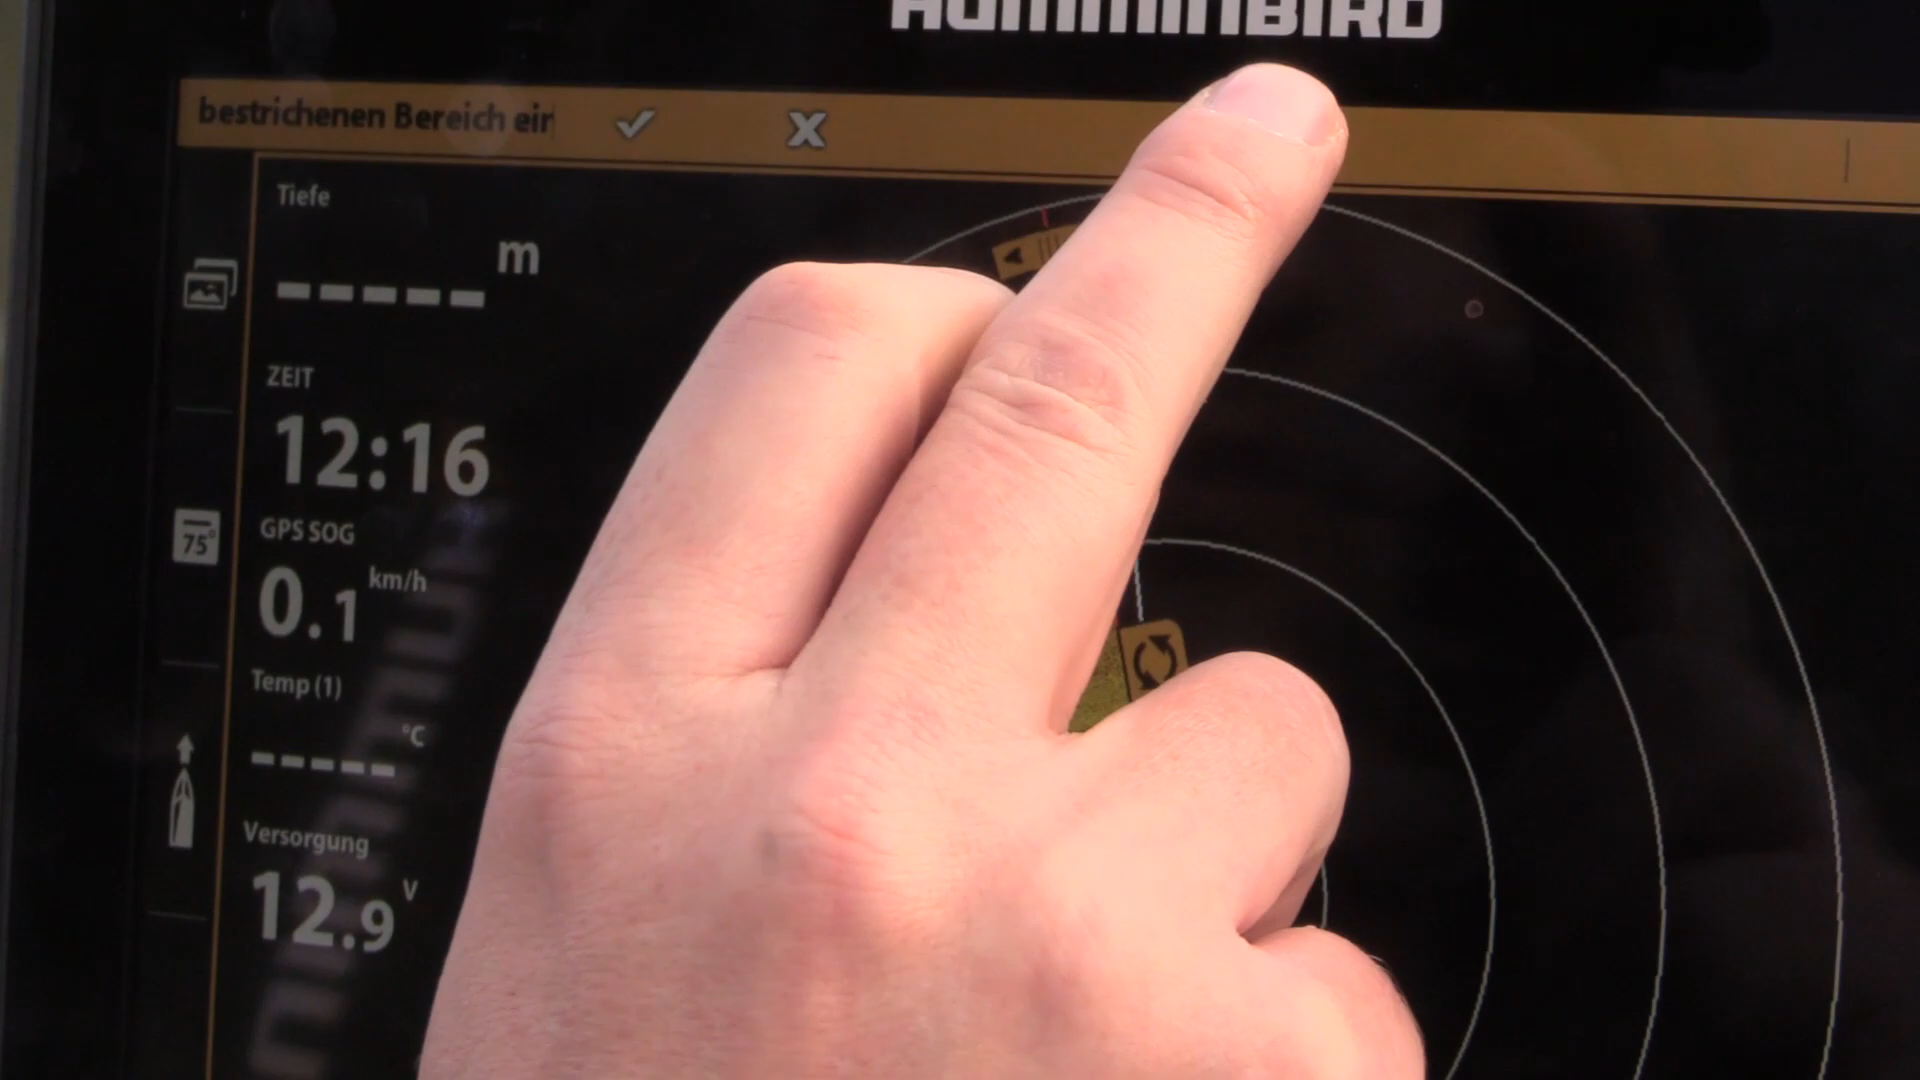 HUMMINBIRD
bestrichenen Bereich ein
Tiefe
----- m
ZEIT
12:16
75°
GPS SOG
0.1 km/h
Temp (1)
----- °C
Versorgung
12.9 V